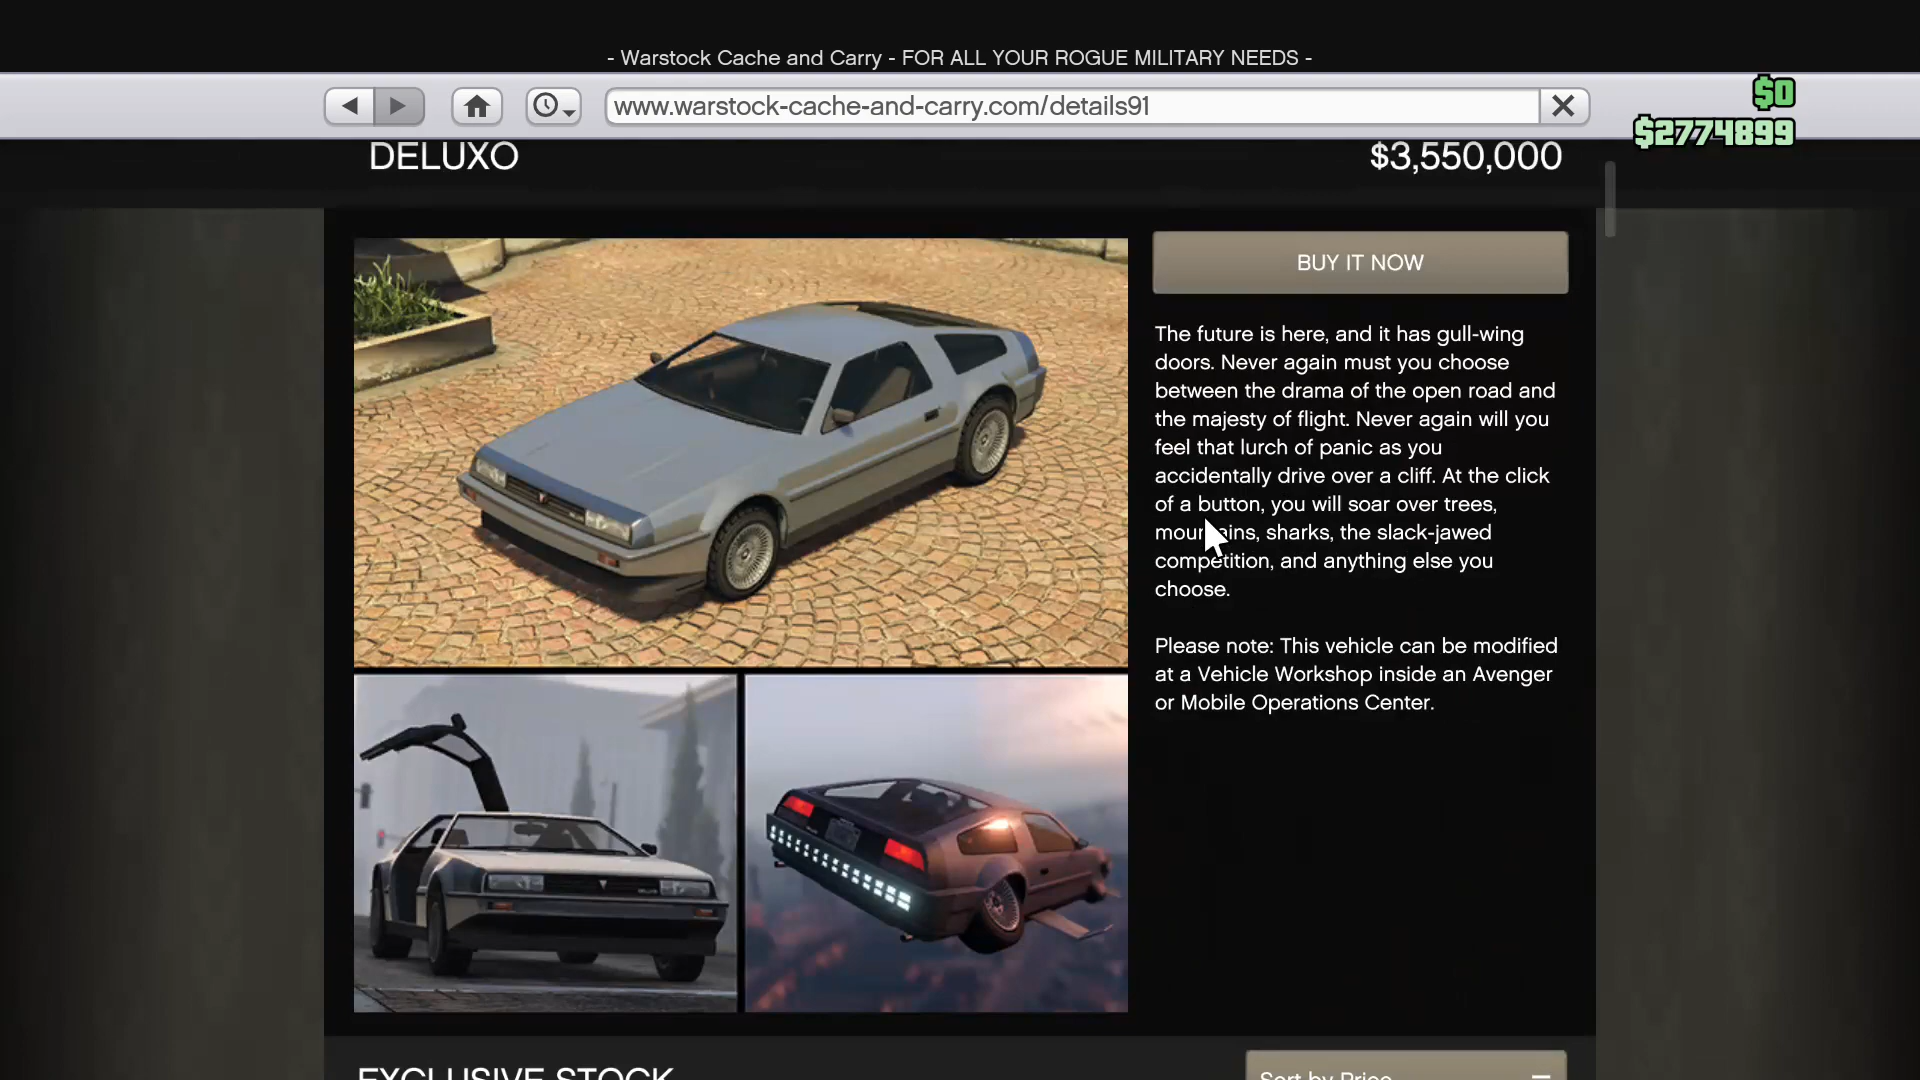 - Warstock Cache and Carry - FOR ALL YOUR ROGUE MILITARY NEEDS -
www.warstock-cache-and-carry.com/details91
$0
$2774899
DELUXO
$3,550,000
BUY IT NOW
The future is here, and it has gull-wing
doors. Never again must you choose
between the drama of the open road and
the majesty of flight. Never again will you
feel that lurch of panic as you
accidentally drive over a cliff. At the click
of a button, you will soar over trees,
mountains, sharks, the slack-jawed
competition, and anything else you
choose.
Please note: This vehicle can be modified
at a Vehicle Workshop inside an Avenger
or Mobile Operations Center.
EXCLUSIVE STOCK
Sort by Price